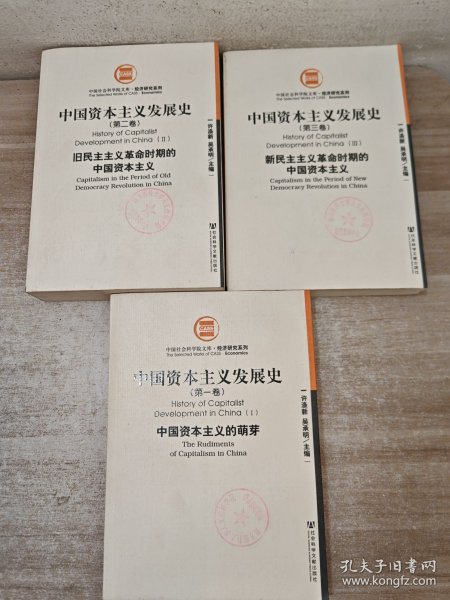 中国社会科学院文库·经济研究系列
The Selected Works of CASS · Economics
中国资本主义发展史
(第二卷)
History of Capitalist
Development in China (Ⅱ)
旧民主主义革命时期的
中国资本主义
Capitalism in the Period of Old
Democracy Revolution in China
许涤新 吴承明/主编
社会科学文献出版社
中国社会科学院文库·经济研究系列
The Selected Works of CASS · Economics
中国资本主义发展史
(第三卷)
History of Capitalist
Development in China (Ⅲ)
新民主主义革命时期的
中国资本主义
Capitalism in the Period of New
Democracy Revolution in China
许涤新 吴承明/主编
社会科学文献出版社
CASS
中国社会科学院文库·经济研究系列
The Selected Works of CASS · Economics
中国资本主义发展史
(第一卷)
History of Capitalist
Development in China (Ⅰ)
中国资本主义的萌芽
The Rudiments
of Capitalism in China
许涤新 吴承明/主编
社会科学文献出版社
孔夫子旧书网
www.kongfz.com